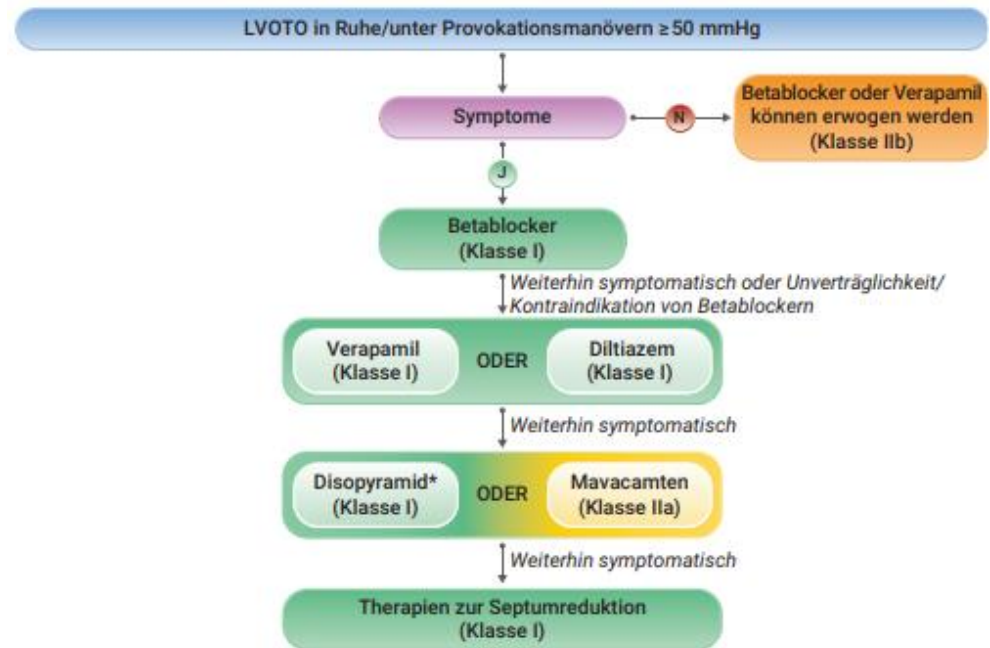 LVOTO in Ruhe/unter Provokationsmanövern ≥ 50 mmHg
Symptome
N
Betablocker oder Verapamil
können erwogen werden
(Klasse IIb)
J
Betablocker
(Klasse I)
Weiterhin symptomatisch oder Unverträglichkeit/
Kontraindikation von Betablockern
Verapamil
(Klasse I)
ODER
Diltiazem
(Klasse I)
Weiterhin symptomatisch
Disopyramid*
(Klasse I)
ODER
Mavacamten
(Klasse IIa)
Weiterhin symptomatisch
Therapien zur Septumreduktion
(Klasse I)